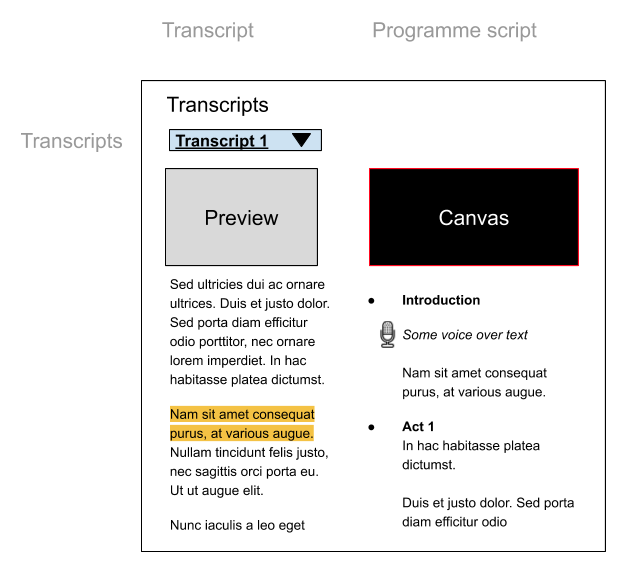 Transcript
Programme script
Transcripts
Transcripts
Transcript 1
Preview
Sed ultricies dui ac ornare
ultrices. Duis et justo dolor.
Sed porta diam efficitur
odio porttitor, nec ornare
lorem imperdiet. In hac
habitasse platea dictumst.
Nam sit amet consequat
purus, at various augue.
Nullam tincidunt felis justo,
nec sagittis orci porta eu.
Ut ut augue elit.
Nunc iaculis a leo eget
Canvas
● Introduction
Some voice over text
Nam sit amet consequat
purus, at various augue.
● Act 1
In hac habitasse platea
dictumst.
Duis et justo dolor. Sed porta
diam efficitur odio